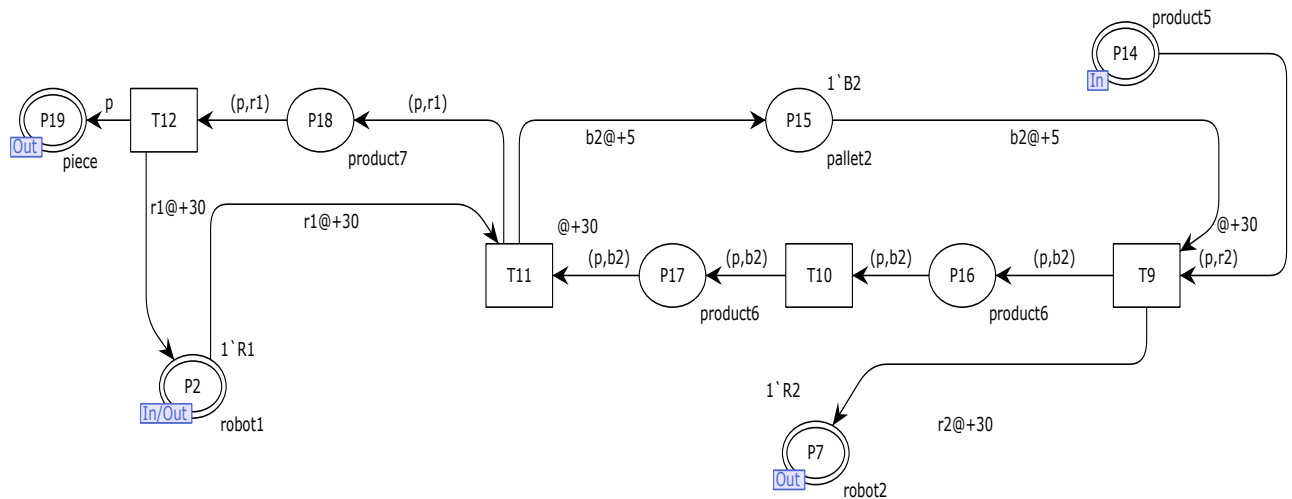 product5
P14
In
1`B2
P19
Out
piece
p
T12
(p,r1)
P18
product7
(p,r1)
b2@+5
P15
pallet2
b2@+5
r1@+30
r1@+30
@+30
@+30
T11
(p,b2)
P17
product6
(p,b2)
T10
(p,b2)
P16
product6
(p,b2)
T9
(p,r2)
1`R1
P2
In/Out
robot1
1`R2
P7
Out
robot2
r2@+30